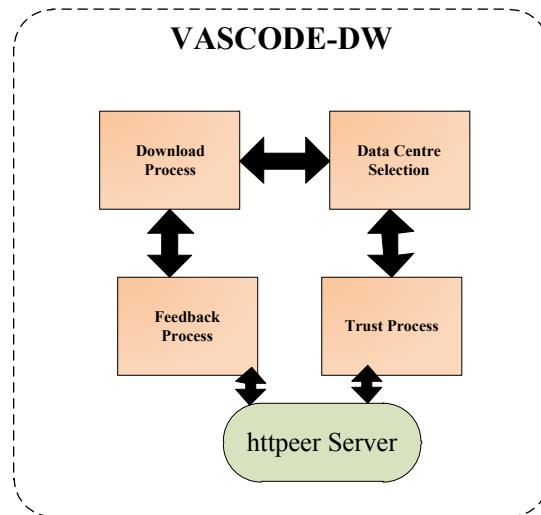 VASCODE-DW
Download
Process
Data Centre
Selection
Feedback
Process
Trust Process
httpeer Server